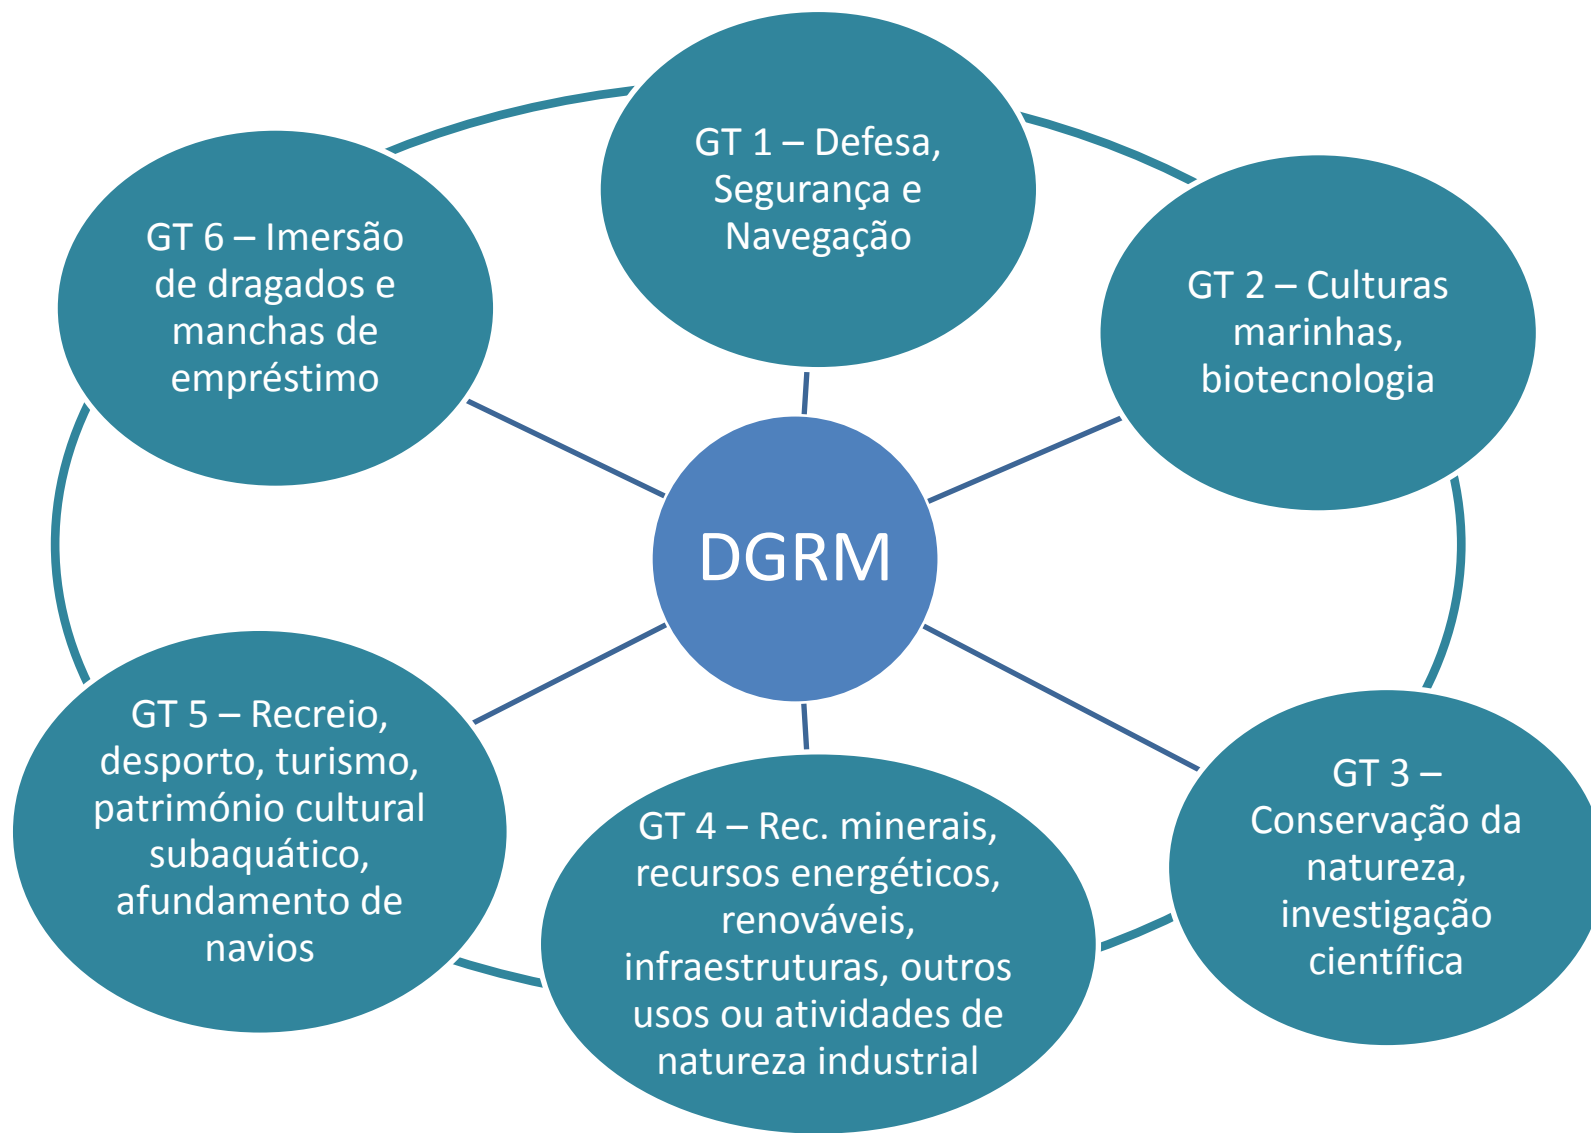 GT 1 – Defesa,
Segurança e
Navegação
GT 2 – Culturas
marinhas,
biotecnologia
GT 3 –
Conservação da
natureza,
investigação
científica
GT 4 – Rec. minerais,
recursos energéticos,
renováveis,
infraestruturas, outros
usos ou atividades de
natureza industrial
GT 5 – Recreio,
desporto, turismo,
património cultural
subaquático,
afundamento de
navios
GT 6 – Imersão
de dragados e
manchas de
empréstimo
DGRM